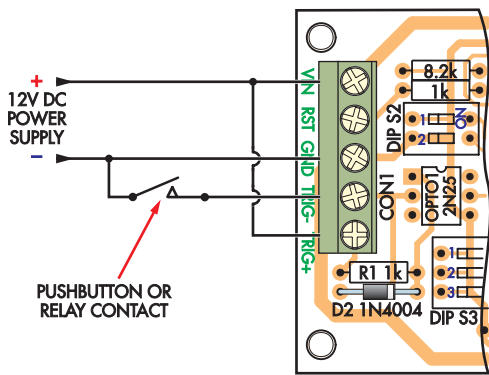 +
12V DC
POWER
SUPPLY
–
PUSHBUTTON OR
RELAY CONTACT
VIN
RST
GND
TRIG-
TRIG+
CON1
8.2k
1k
DIP S2
1
2
ON
OPTO1
2N25
R1 1k
D2 1N4004
DIP S3
1
2
3